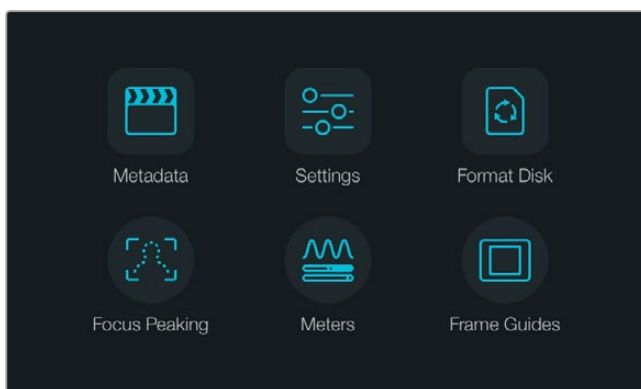 Metadata
Settings
Format Disk
Focus Peaking
Meters
Frame Guides